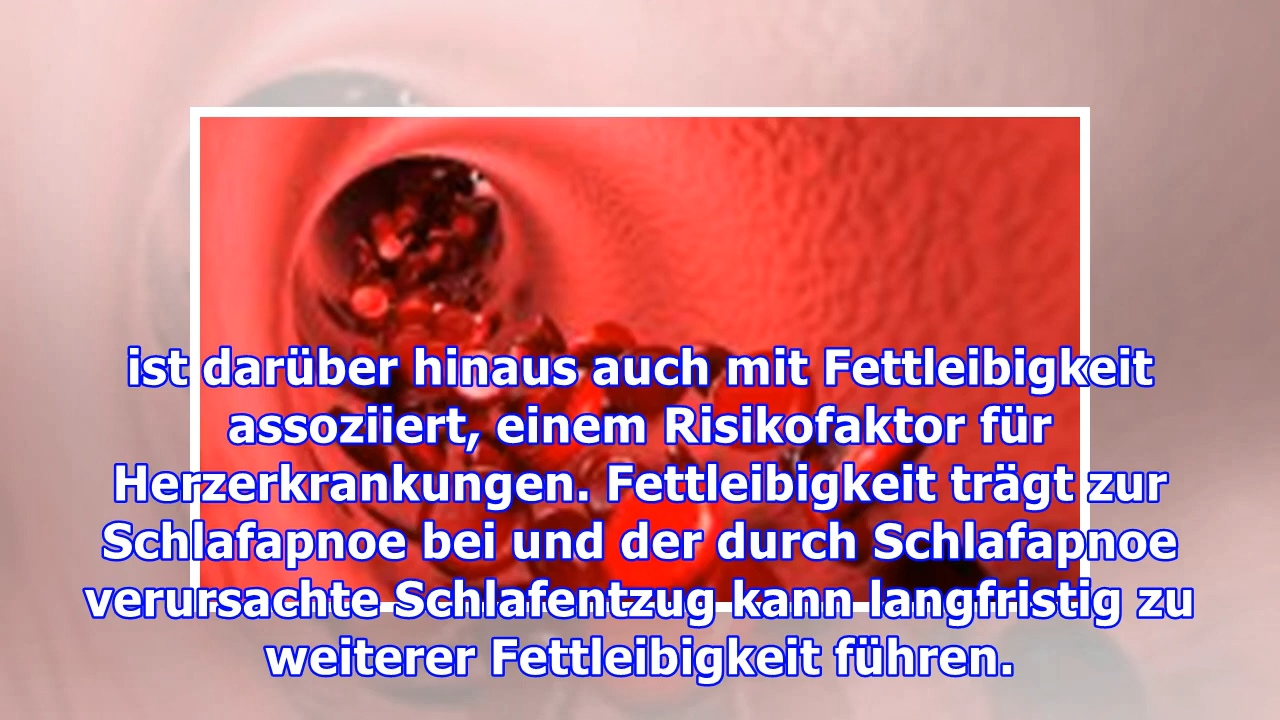 ist darüber hinaus auch mit Fettleibigkeit
assoziiert, einem Risikofaktor für
Herzerkrankungen. Fettleibigkeit trägt zur
Schlafapnoe bei und der durch Schlafapnoe
verursachte Schlafentzug kann langfristig zu
weiterer Fettleibigkeit führen.